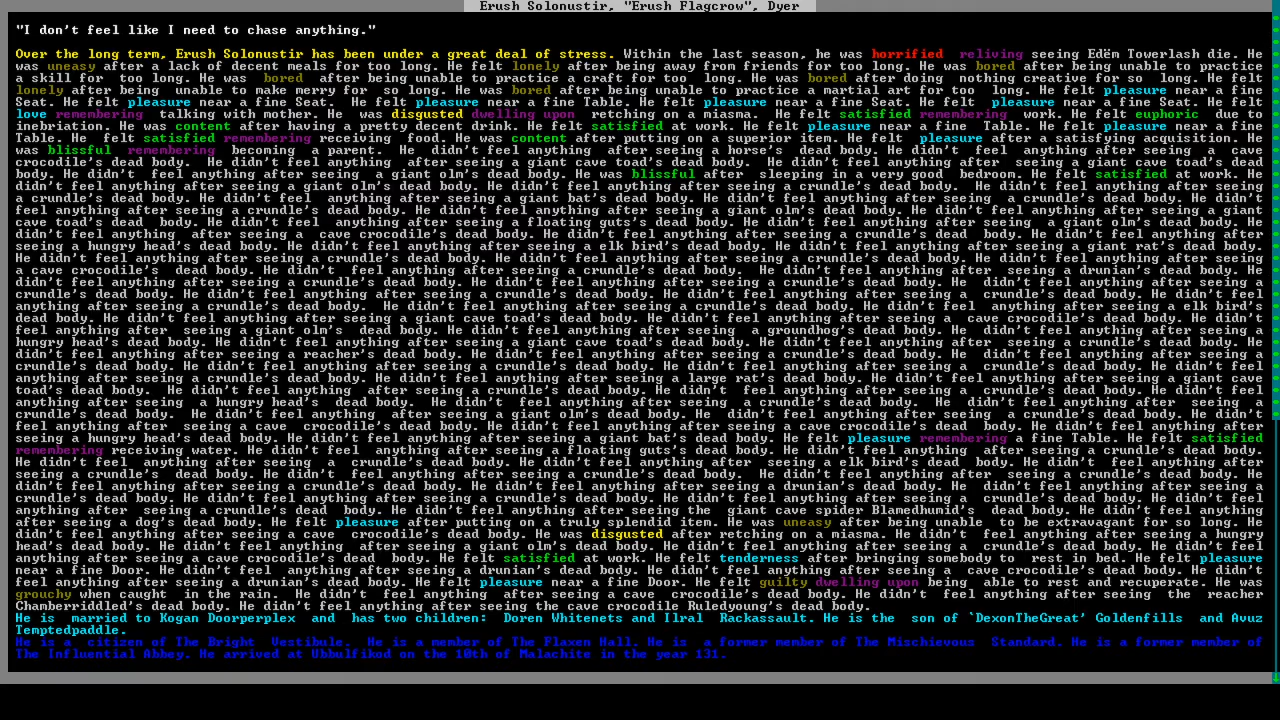 Erush Solonustir, "Erush Flagcrow", Dyer
"I don't feel like I need to chase anything."
Over the long term, Erush Solonustir has been under a great deal of stress. Within the last season, he was horrified reliving seeing Edëm Towerlash die. He
was uneasy after a lack of decent meals for too long. He felt lonely after being away from friends for too long. He was bored after being unable to practice
a skill for too long. He was bored after being unable to practice a craft for too long. He was bored after doing nothing creative for so long. He felt
lonely after being unable to make merry for so long. He was bored after being unable to practice a martial art for too long. He felt pleasure near a fine
Seat. He felt pleasure near a fine Seat. He felt pleasure near a fine Table. He felt pleasure near a fine Seat. He felt pleasure near a fine Seat. He felt
love remembering talking with mother. He was disgusted dwelling upon retching on a miasma. He felt satisfied remembering work. He felt euphoric due to
inebriation. He was content after having a pretty decent drink. He felt satisfied at work. He felt pleasure near a fine Table. He felt pleasure near a fine
Table. He felt satisfied remembering receiving food. He was content after putting on a superior item. He felt pleasure after a satisfying acquisition. He
was blissful remembering becoming a parent. He didn't feel anything after seeing a horse's dead body. He didn't feel anything after seeing a cave
crocodile's dead body. He didn't feel anything after seeing a giant cave toad's dead body. He didn't feel anything after seeing a giant cave toad's dead
body. He didn't feel anything after seeing a giant olm's dead body. He was blissful after sleeping in a very good bedroom. He felt satisfied at work. He
didn't feel anything after seeing a giant olm's dead body. He didn't feel anything after seeing a crundle's dead body. He didn't feel anything after seeing
a crundle's dead body. He didn't feel anything after seeing a giant bat's dead body. He didn't feel anything after seeing a crundle's dead body. He didn't
feel anything after seeing a crundle's dead body. He didn't feel anything after seeing a giant olm's dead body. He didn't feel anything after seeing a giant
cave toad's dead body. He didn't feel anything after seeing a floating guts's dead body. He didn't feel anything after seeing a giant olm's dead body. He
didn't feel anything after seeing a cave crocodile's dead body. He didn't feel anything after seeing a crundle's dead body. He didn't feel anything after
seeing a hungry head's dead body. He didn't feel anything after seeing a elk bird's dead body. He didn't feel anything after seeing a giant rat's dead body.
He didn't feel anything after seeing a crundle's dead body. He didn't feel anything after seeing a crundle's dead body. He didn't feel anything after seeing
a cave crocodile's dead body. He didn't feel anything after seeing a crundle's dead body. He didn't feel anything after seeing a drunian's dead body. He
didn't feel anything after seeing a crundle's dead body. He didn't feel anything after seeing a crundle's dead body. He didn't feel anything after seeing a
crundle's dead body. He didn't feel anything after seeing a crundle's dead body. He didn't feel anything after seeing a crundle's dead body. He didn't feel
anything after seeing a crundle's dead body. He didn't feel anything after seeing a crundle's dead body. He didn't feel anything after seeing a elk bird's
dead body. He didn't feel anything after seeing a giant cave toad's dead body. He didn't feel anything after seeing a cave crocodile's dead body. He didn't
feel anything after seeing a giant olm's dead body. He didn't feel anything after seeing a groundhog's dead body. He didn't feel anything after seeing a
hungry head's dead body. He didn't feel anything after seeing a giant cave toad's dead body. He didn't feel anything after seeing a crundle's dead body. He
didn't feel anything after seeing a reacher's dead body. He didn't feel anything after seeing a crundle's dead body. He didn't feel anything after seeing a
crundle's dead body. He didn't feel anything after seeing a crundle's dead body. He didn't feel anything after seeing a crundle's dead body. He didn't feel
anything after seeing a crundle's dead body. He didn't feel anything after seeing a large rat's dead body. He didn't feel anything after seeing a giant cave
toad's dead body. He didn't feel anything after seeing a crundle's dead body. He didn't feel anything after seeing a crundle's dead body. He didn't feel
anything after seeing a hungry head's dead body. He didn't feel anything after seeing a crundle's dead body. He didn't feel anything after seeing a
crundle's dead body. He didn't feel anything after seeing a giant olm's dead body. He didn't feel anything after seeing a crundle's dead body. He didn't
feel anything after seeing a cave crocodile's dead body. He didn't feel anything after seeing a crundle's dead body. He didn't feel anything after
seeing a hungry head's dead body. He didn't feel anything after seeing a giant bat's dead body. He felt pleasure remembering a fine Table. He felt satisfied
remembering receiving water. He didn't feel anything after seeing a floating guts's dead body. He didn't feel anything after seeing a crundle's dead body.
He didn't feel anything after seeing a crundle's dead body. He didn't feel anything after seeing a elk bird's dead body. He didn't feel anything after
seeing a crundle's dead body. He didn't feel anything after seeing a crundle's dead body. He didn't feel anything after seeing a crundle's dead body. He
didn't feel anything after seeing a crundle's dead body. He didn't feel anything after seeing a drunian's dead body. He didn't feel anything after seeing a
crundle's dead body. He didn't feel anything after seeing a crundle's dead body. He didn't feel anything after seeing a crundle's dead body. He didn't feel
anything after seeing a crundle's dead body. He didn't feel anything after seeing the giant cave spider Blamedhumid's dead body. He didn't feel anything
after seeing a dog's dead body. He felt pleasure after putting on a truly splendid item. He was uneasy after being unable to be extravagant for so long. He
didn't feel anything after seeing a cave crocodile's dead body. He was disgusted after retching on a miasma. He didn't feel anything after seeing a hungry
head's dead body. He didn't feel anything after seeing a giant olm's dead body. He didn't feel anything after seeing a crundle's dead body. He didn't feel
anything after seeing a cave crocodile's dead body. He felt satisfied at work. He felt tenderness after bringing somebody to rest in bed. He felt pleasure
near a fine Door. He didn't feel anything after seeing a drunian's dead body. He didn't feel anything after seeing a cave crocodile's dead body. He didn't
feel anything after seeing a drunian's dead body. He felt pleasure near a fine Door. He felt guilty dwelling upon being able to rest and recuperate. He was
grouchy when caught in the rain. He didn't feel anything after seeing a cave crocodile's dead body. He didn't feel anything after seeing the reacher
Chamberriddled's dead body. He didn't feel anything after seeing the cave crocodile Ruledyoung's dead body.
He is married to Kogan Doorperplex and has two children: Doren Whitenets and Ilral Rackassault. He is the son of `DexonTheGreat' Goldenfills and Avuz
Temptedpaddle.
He is a citizen of The Bright Vestibule. He is a member of The Flaxen Hall. He is a former member of The Mischievous Standard. He is a former member of
The Influential Abbey. He arrived at Ubbulfikod on the 10th of Malachite in the year 131.